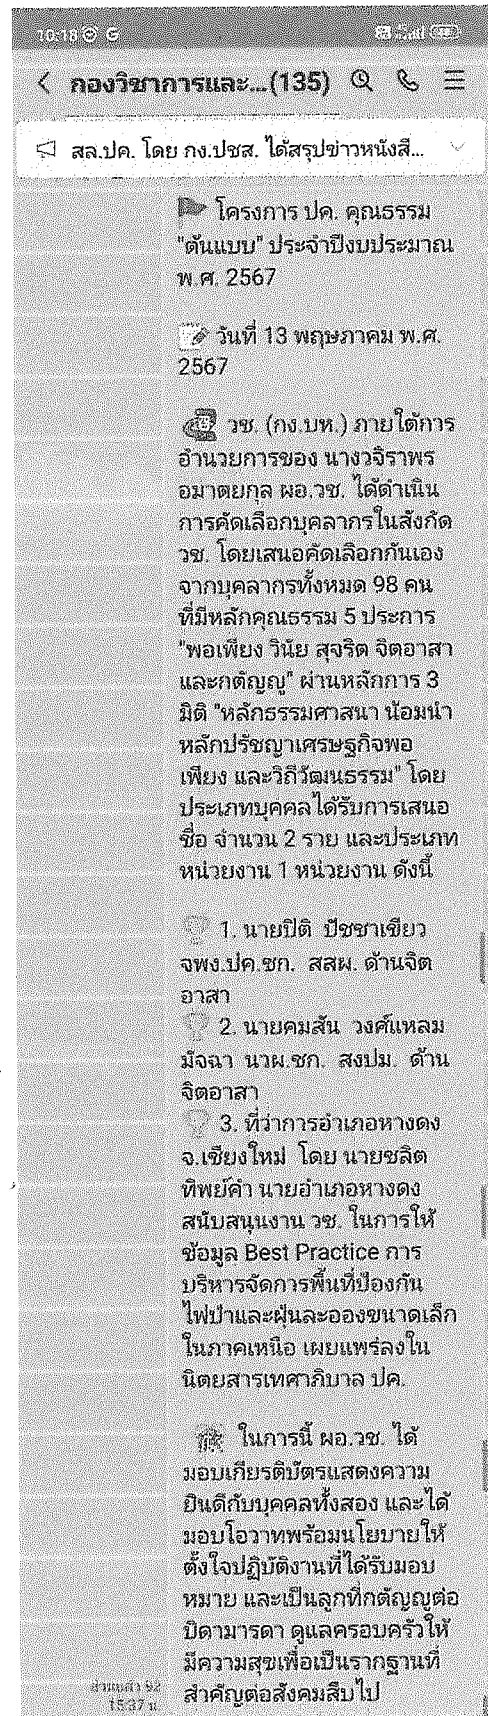 10:18 G
กองวิชาการและ...(135)
สล.ปค. โดย กง.ปชส. ได้สรุปข่าวหนังสื...
โครงการ ปค. คุณธรรม
"ต้นแบบ" ประจำปีงบประมาณ
พ.ศ. 2567
วันที่ 13 พฤษภาคม พ.ศ.
2567
วช. (กง.บห.) ภายใต้การ
อำนวยการของ นางวจิราพร
อมาตยกุล ผอ.วช. ได้ดำเนิน
การคัดเลือกบุคลากรในสังกัด
วช. โดยเสนอคัดเลือกกันเอง
จากบุคลากรทั้งหมด 98 คน
ที่มีหลักคุณธรรม 5 ประการ
"พอเพียง วินัย สุจริต จิตอาสา
และกตัญญู" ผ่านหลักการ 3
มิติ "หลักธรรมศาสนา น้อมนำ
หลักปรัชญาเศรษฐกิจพอ
เพียง และวิถีวัฒนธรรม" โดย
ประเภทบุคคลได้รับการเสนอ
ชื่อ จำนวน 2 ราย และประเภท
หน่วยงาน 1 หน่วยงาน ดังนี้
1. นายปิติ ปัชชาเขียว
จพง.ปค.ชก. สสผ. ด้านจิต
อาสา
2. นายคมสัน วงศ์แหลม
มัจฉา นวผ.ชก. สงปม. ด้าน
จิตอาสา
3. ที่ว่าการอำเภอหางดง
จ.เชียงใหม่ โดย นายชลิต
ทิพย์คำ นายอำเภอหางดง
สนับสนุนงาน วช. ในการให้
ข้อมูล Best Practice การ
บริหารจัดการพื้นที่ป้องกัน
ไฟป่าและฝุ่นละอองขนาดเล็ก
ในภาคเหนือ เผยแพร่ลงใน
นิตยสารเทศาภิบาล ปค.
ในการนี้ ผอ.วช. ได้
มอบเกียรติบัตรแสดงความ
ยินดีกับบุคคลทั้งสอง และได้
มอบโอวาทพร้อมนโยบายให้
ตั้งใจปฏิบัติงานที่ได้รับมอบ
หมาย และเป็นลูกที่กตัญญูต่อ
บิดามารดา ดูแลครอบครัวให้
มีความสุขเพื่อเป็นรากฐานที่
สำคัญต่อสังคมสืบไป
อ่านแล้ว 92
15:37 น.